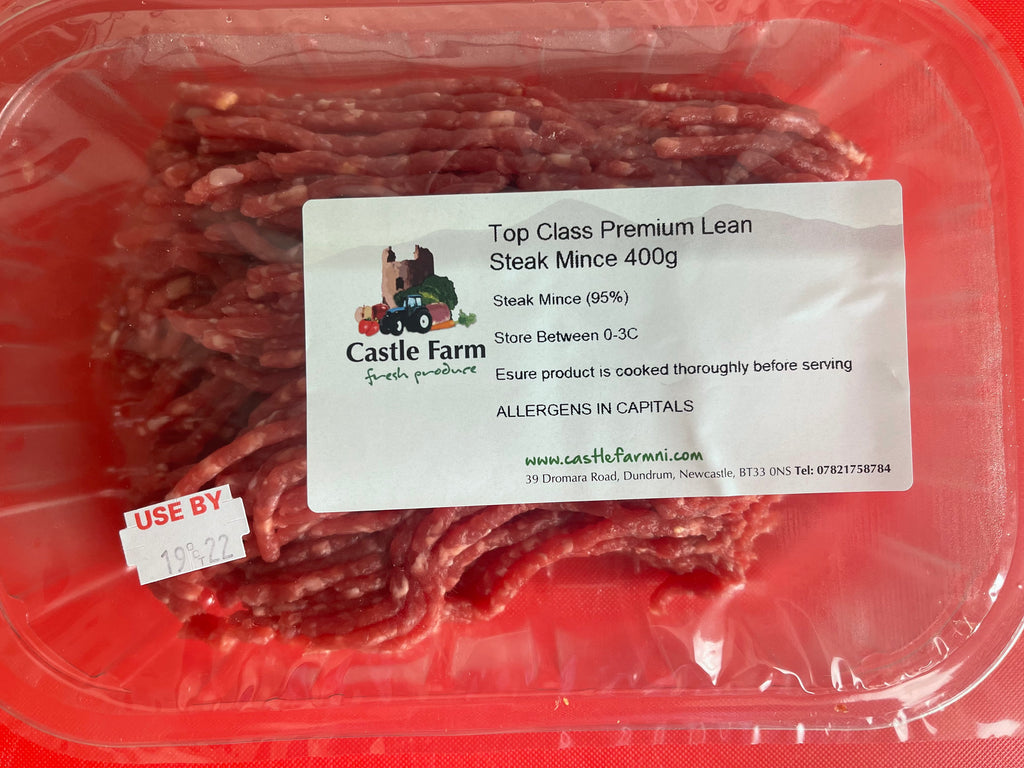 Top Class Premium Lean
Steak Mince 400g
Steak Mince (95%)
Store Between 0-3C
Esure product is cooked thoroughly before serving
ALLERGENS IN CAPITALS
Castle Farm
fresh produce
www.castlefarmni.com
39 Dromara Road, Dundrum, Newcastle, BT33 0NS Tel: 07821758784
USE BY
19 OCT 22